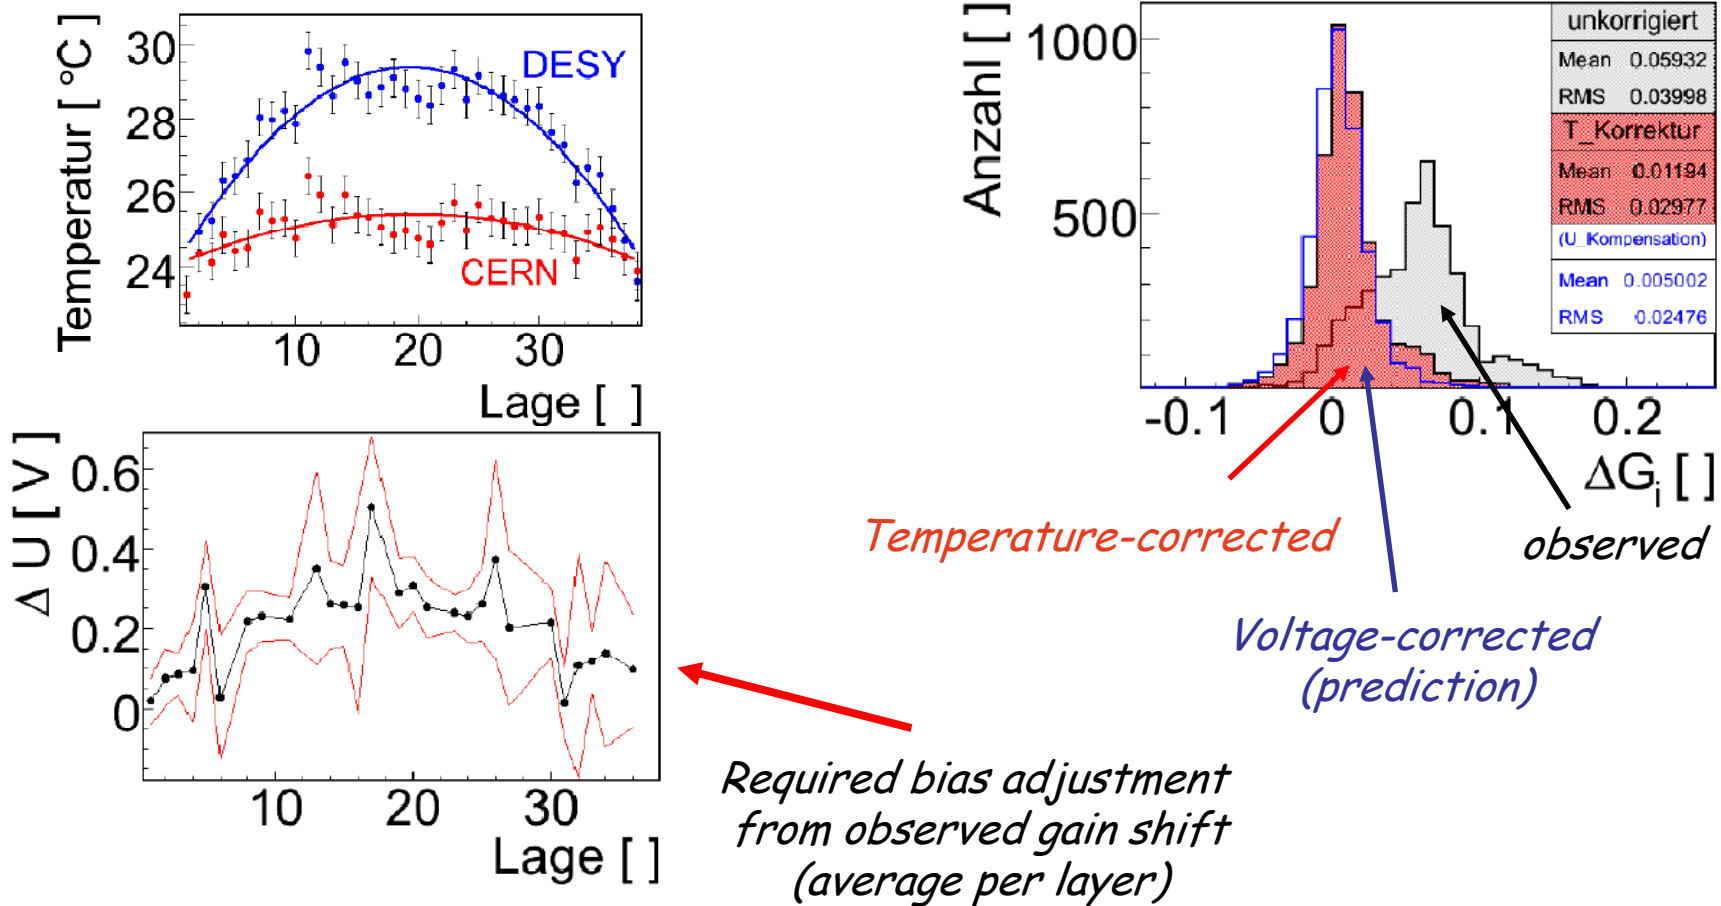 Temperatur [ °C]
30
28
26
24
DESY
CERN
10
20
30
Lage [ ]
Δ U [ V]
0.6
0.4
0.2
0
10
20
30
Lage [ ]
Required bias adjustment
from observed gain shift
(average per layer)
Anzahl [ ]
1000
500
unkorrigiert
Mean 0.05932
RMS 0.03998
T_Korrektur
Mean 0.01194
RMS 0.02977
(U_Kompensation)
Mean 0.005002
RMS 0.02476
-0.1
0
0.1
0.2
ΔGi [ ]
Temperature-corrected
observed
Voltage-corrected
(prediction)